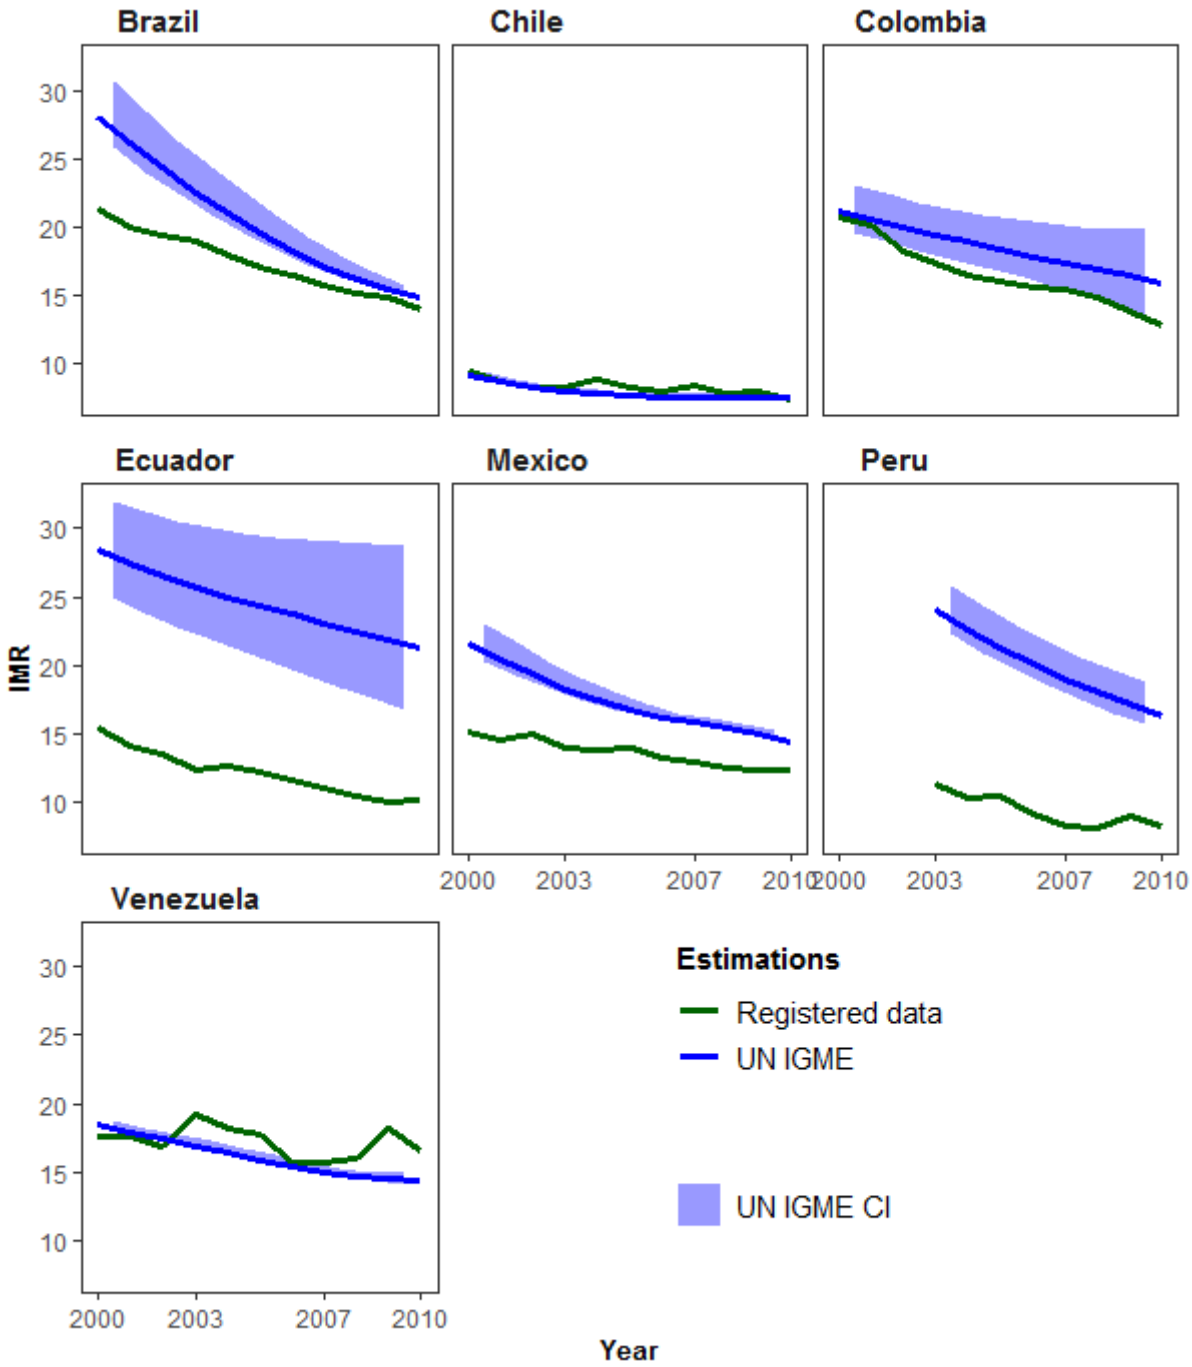 Brazil Chile Colombia
30
25
20
15
10
Ecuador Mexico Peru
30
25
20
15
10
IMR
2000 2003 2007 2010 2000 2003 2007 2010
Venezuela
30
25
20
15
10
2000 2003 2007 2010
Estimations
Registered data
UN IGME
UN IGME CI
Year